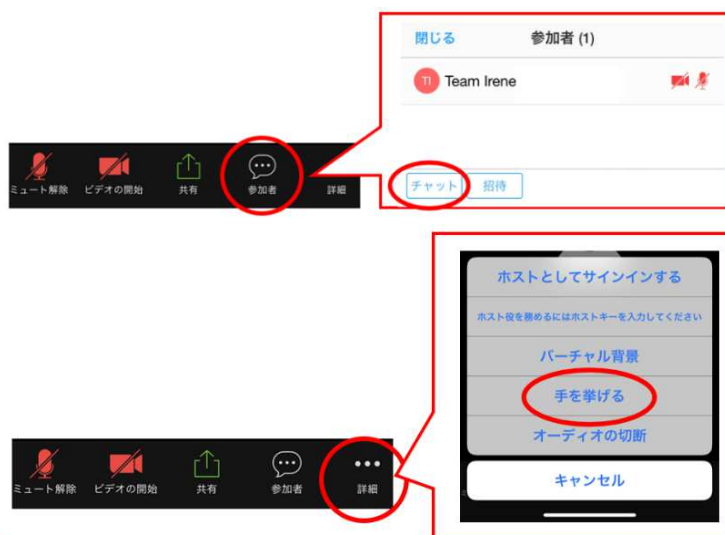 閉じる 参加者 (1)
TI Team Irene
ミュート解除 ビデオの開始 共有 参加者 詳細
チャット 招待
ホストとしてサインインする
ホスト役を務めるにはホストキーを入力してください
バーチャル背景
手を挙げる
オーディオの切断
キャンセル
ミュート解除 ビデオの開始 共有 参加者 詳細